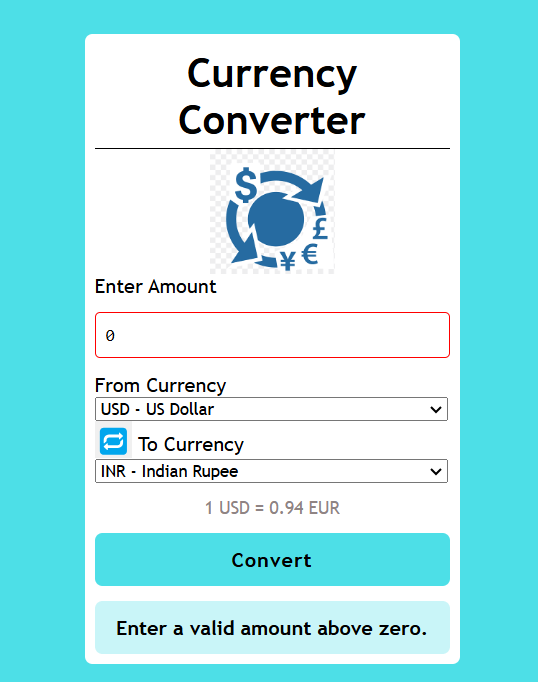 Currency
Converter
$
£
€
¥
Enter Amount
0
From Currency
USD - US Dollar
To Currency
INR - Indian Rupee
1 USD = 0.94 EUR
Convert
Enter a valid amount above zero.